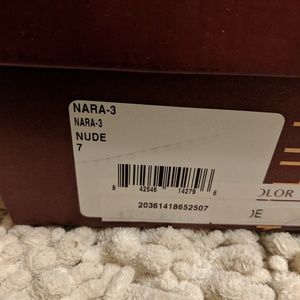 NARA-3
NARA-3
NUDE
7
8 42546 14279 6
20361418652507
OLOR
DE